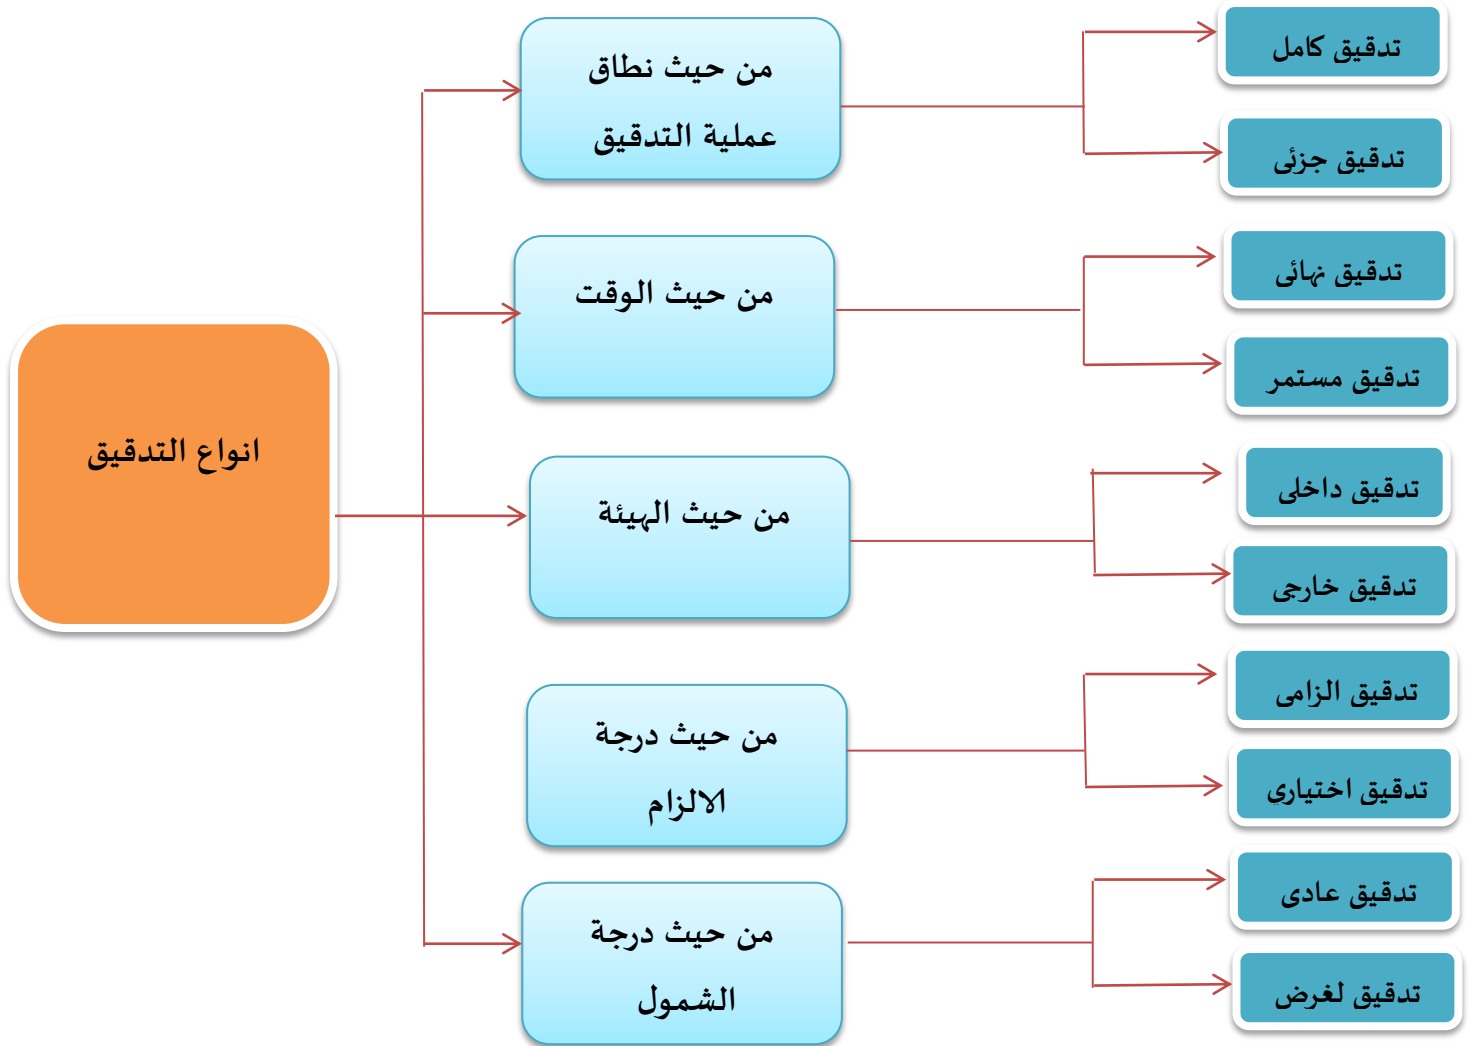 انواع التدقيق
من حيث نطاق
عملية التدقيق
تدقيق كامل
تدقيق جزئى
من حيث الوقت
تدقيق نهائى
تدقيق مستمر
من حيث الهيئة
تدقيق داخلى
تدقيق خارجى
من حيث درجة
الالزام
تدقيق الزامى
تدقيق اختياري
من حيث درجة
الشمول
تدقيق عادى
تدقيق لغرض